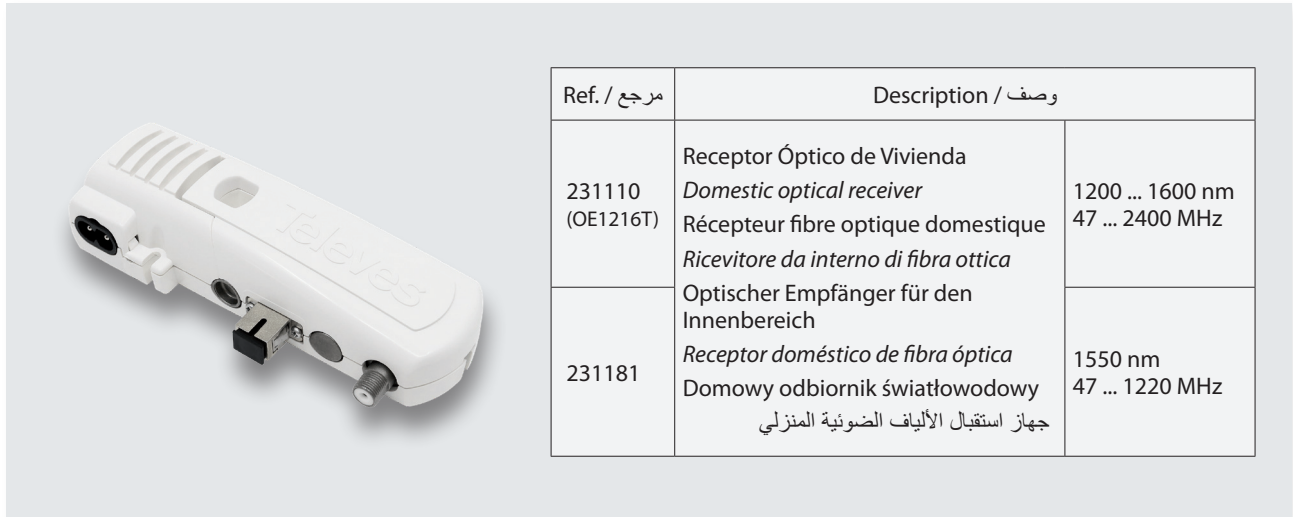 Televes
Ref. / مرجع
Description / وصف
231110
(OE1216T)
Receptor Óptico de Vivienda
Domestic optical receiver
Récepteur fibre optique domestique
Ricevitore da interno di fibra ottica
Optischer Empfänger für den
Innenbereich
Receptor doméstico de fibra óptica
Domowy odbiornik światłowodowy
جهاز استقبال الألياف الضوئية المنزلي
1200 ... 1600 nm
47 ... 2400 MHz
231181
1550 nm
47 ... 1220 MHz